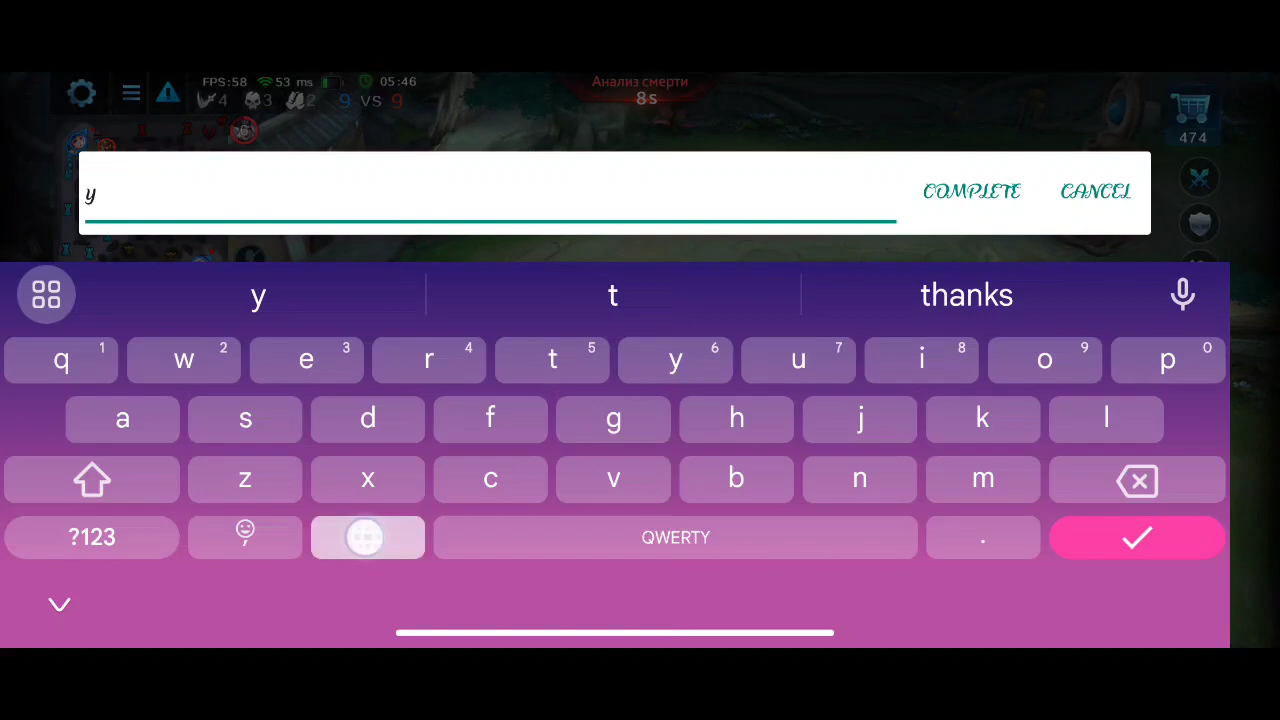 FPS:58 53 ms 05:46
4 3 2 9 VS 9
Анализ смерти
8s
474
y
COMPLETE CANCEL
y t thanks
q 1 w 2 e 3 r 4 t 5 y 6 u 7 i 8 o 9 p 0
a s d f g h j k l
z x c v b n m
?123 , QWERTY .